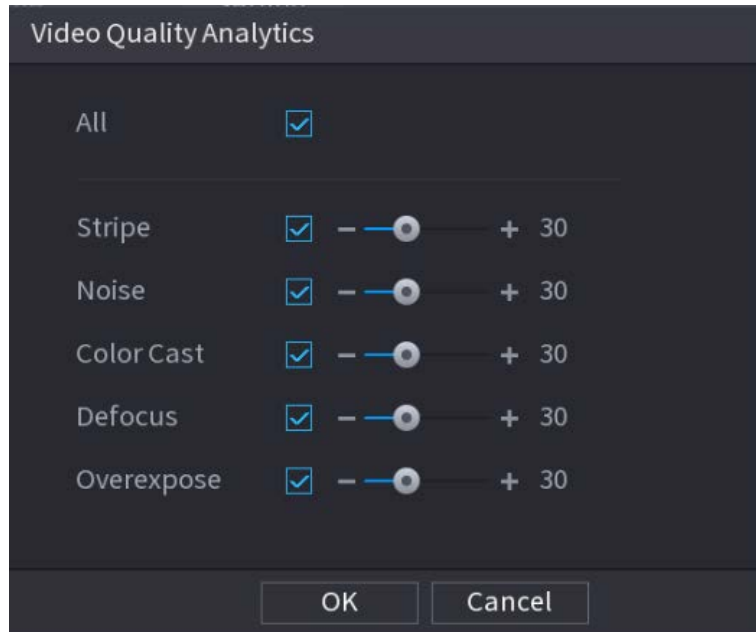 Video Quality Analytics
All
Stripe 30
Noise 30
Color Cast 30
Defocus 30
Overexpose 30
OK Cancel